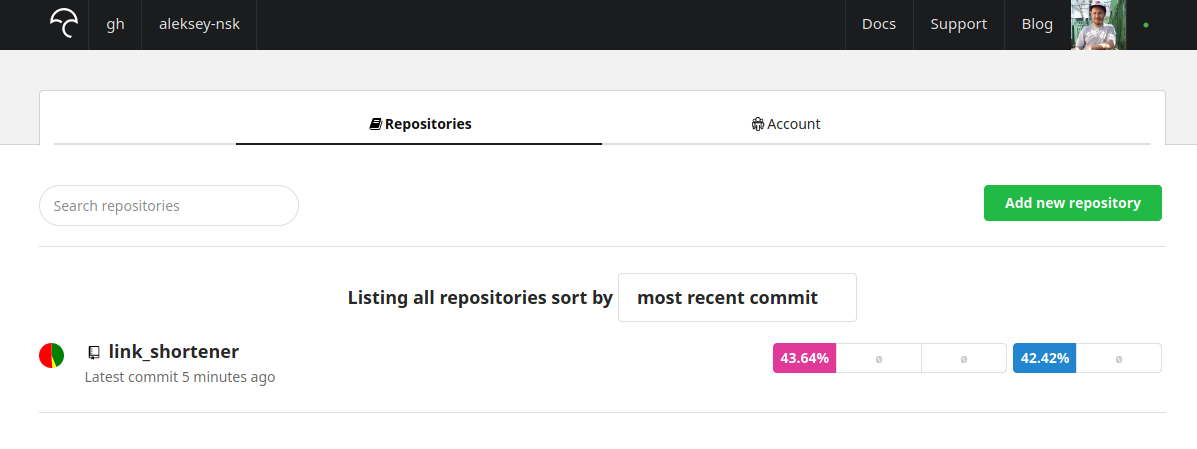 gh aleksey-nsk Docs Support Blog
Repositories Account
Search repositories Add new repository
Listing all repositories sort by most recent commit
link_shortener 43.64% ø ø 42.42% ø
Latest commit 5 minutes ago